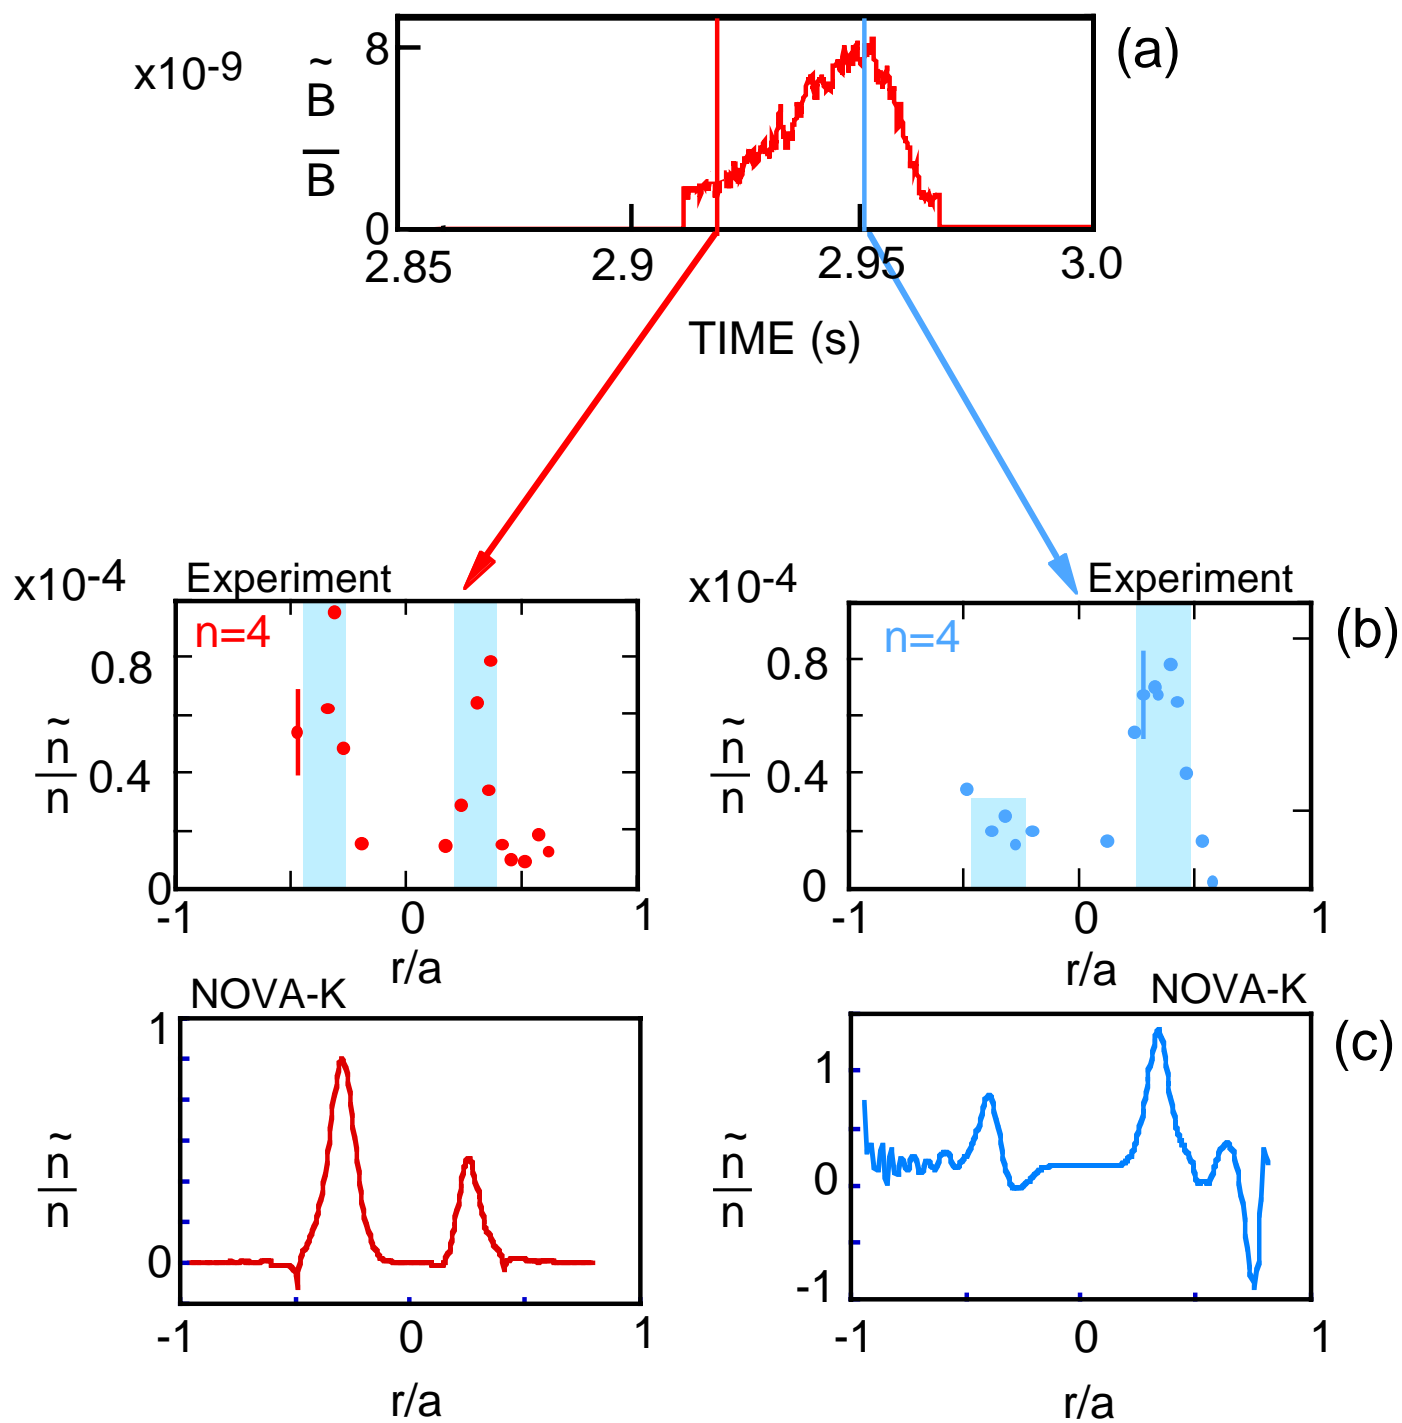 (a)
x10-9
B̃
B
8
0
2.85 2.9 2.95 3.0
TIME (s)
x10-4 Experiment
n=4
0.8
ñ
n
0.4
0
-1 0 1
r/a
x10-4 Experiment
(b)
n=4
0.8
ñ
n
0.4
0
-1 0 1
r/a
NOVA-K
1
ñ
n
0
-1 0 1
r/a
NOVA-K
(c)
1
ñ
n
0
-1
-1 0 1
r/a